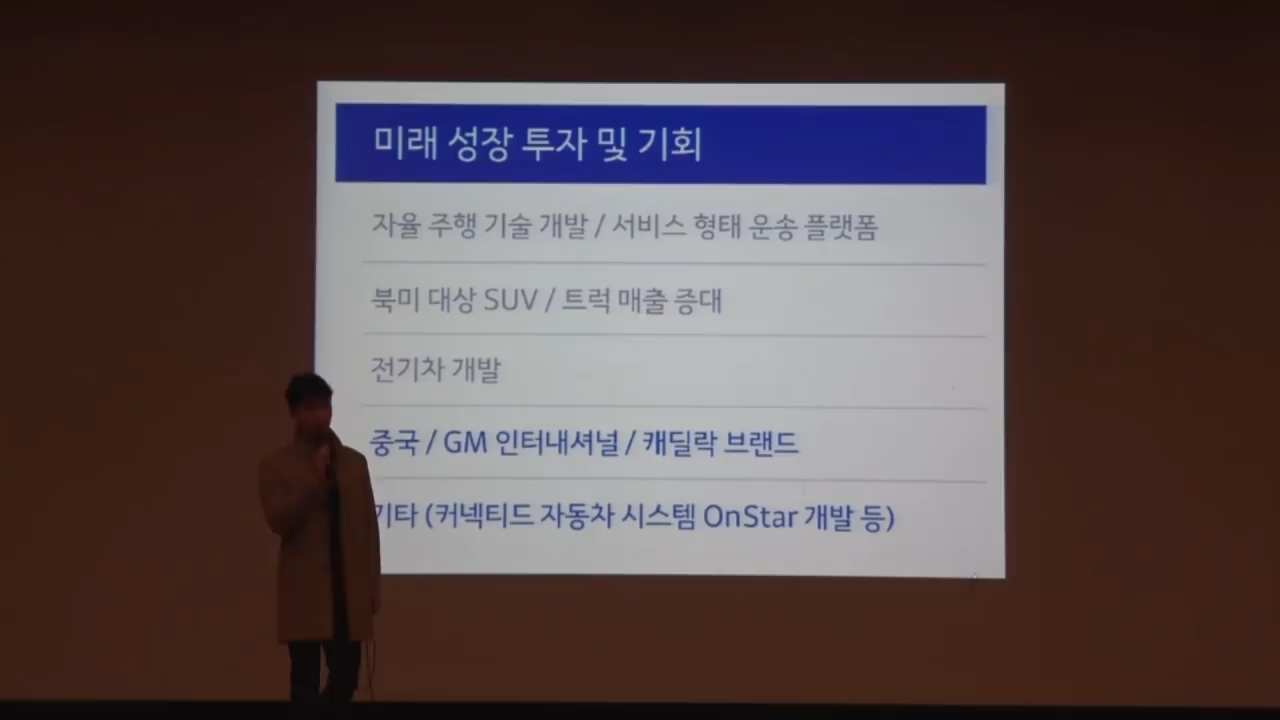 미래 성장 투자 및 기회
자율 주행 기술 개발 / 서비스 형태 운송 플랫폼
북미 대상 SUV / 트럭 매출 증대
전기차 개발
중국 / GM 인터내셔널 / 캐딜락 브랜드
기타 (커넥티드 자동차 시스템 OnStar 개발 등)